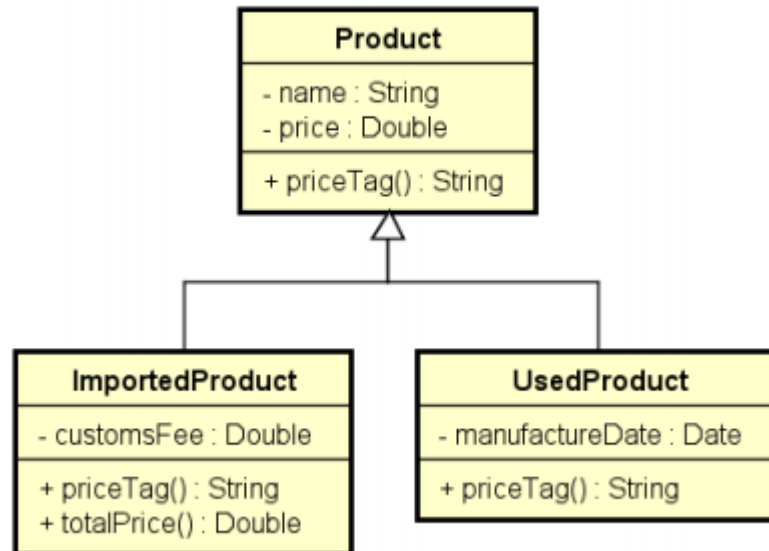 Product
- name : String
- price : Double
+ priceTag() : String
ImportedProduct
- customsFee : Double
+ priceTag() : String
+ totalPrice() : Double
UsedProduct
- manufactureDate : Date
+ priceTag() : String